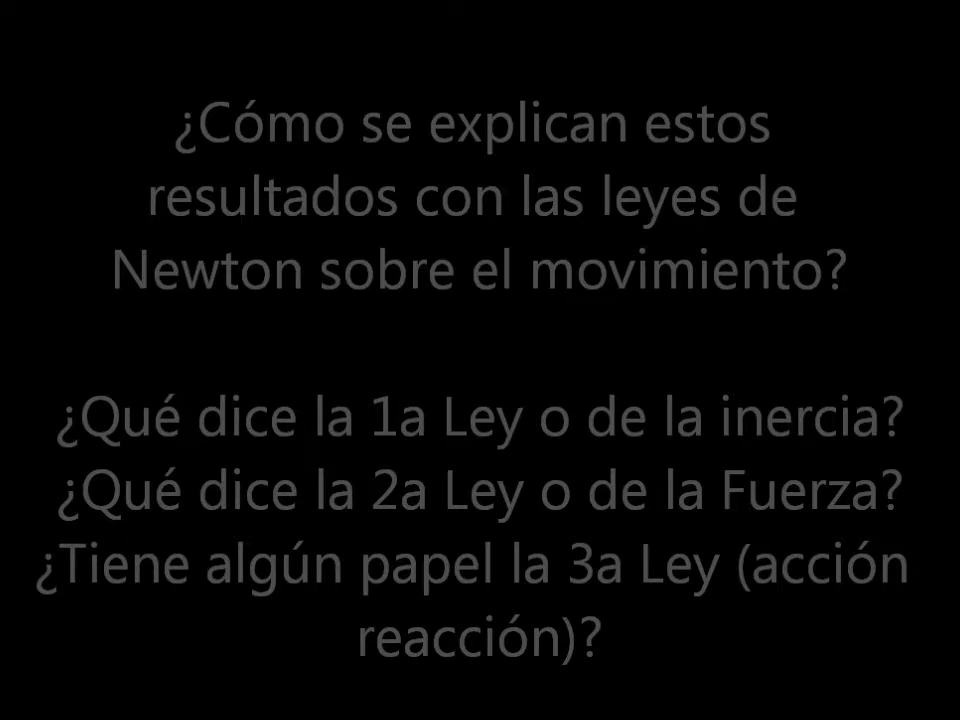 ¿Cómo se explican estos
resultados con las leyes de
Newton sobre el movimiento?
¿Qué dice la 1a Ley o de la inercia?
¿Qué dice la 2a Ley o de la Fuerza?
¿Tiene algún papel la 3a Ley (acción
reacción)?